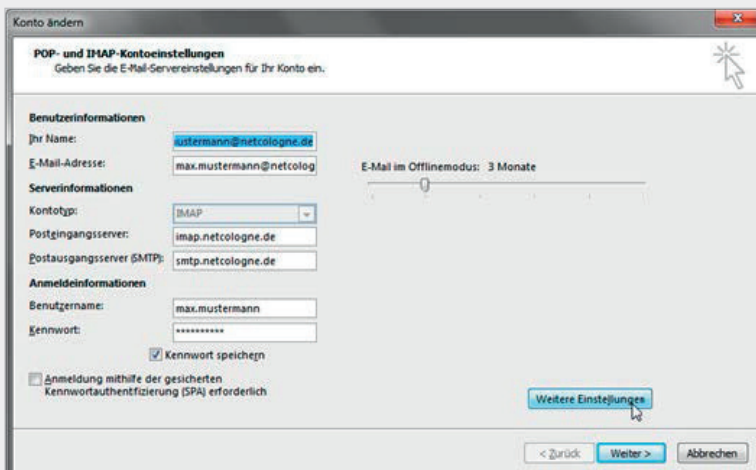 Konto ändern
POP- und IMAP-Kontoeinstellungen
Geben Sie die E-Mail-Servereinstellungen für Ihr Konto ein.
Benutzerinformationen
Ihr Name: ustermann@netcologne.de
E-Mail-Adresse: max.mustermann@netcolog
E-Mail im Offlinemodus: 3 Monate
Serverinformationen
Kontotyp: IMAP
Posteingangsserver: imap.netcologne.de
Postausgangsserver (SMTP): smtp.netcologne.de
Anmeldeinformationen
Benutzername: max.mustermann
Kennwort: **********
Kennwort speichern
Anmeldung mithilfe der gesicherten
Kennwortauthentfizierung (SPA) erforderlich
Weitere Einstellungen
< Zurück Weiter > Abbrechen